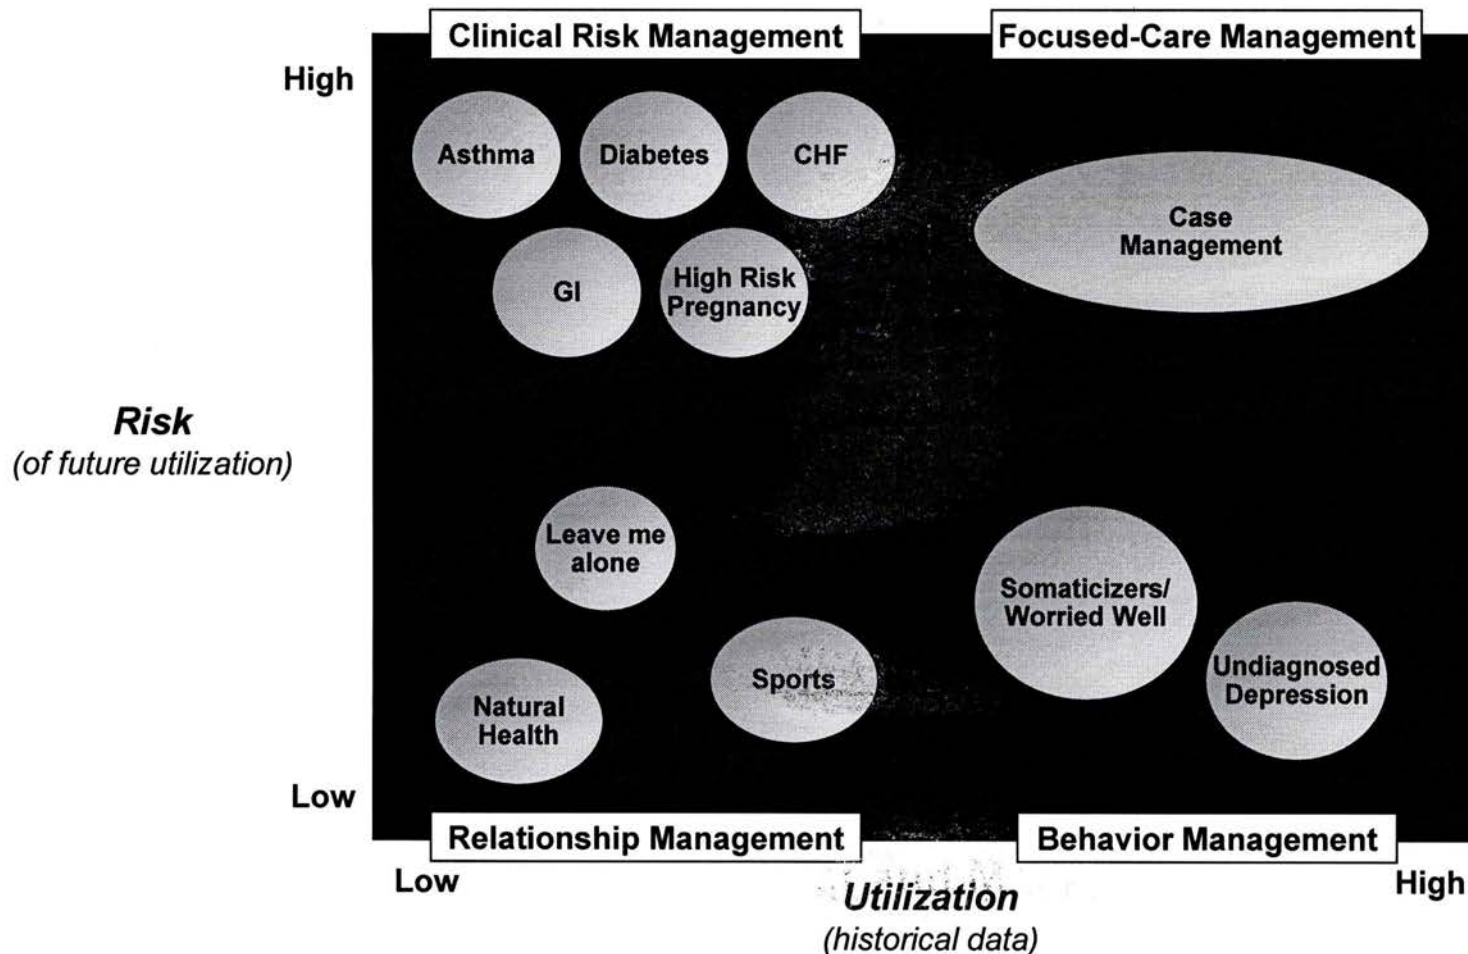 Clinical Risk Management
Focused-Care Management
High
Asthma
Diabetes
CHF
Case
Management
GI
High Risk
Pregnancy
Risk
(of future utilization)
Leave me
alone
Somaticizers/
Worried Well
Sports
Undiagnosed
Depression
Natural
Health
Low
Relationship Management
Behavior Management
Low
High
Utilization
(historical data)